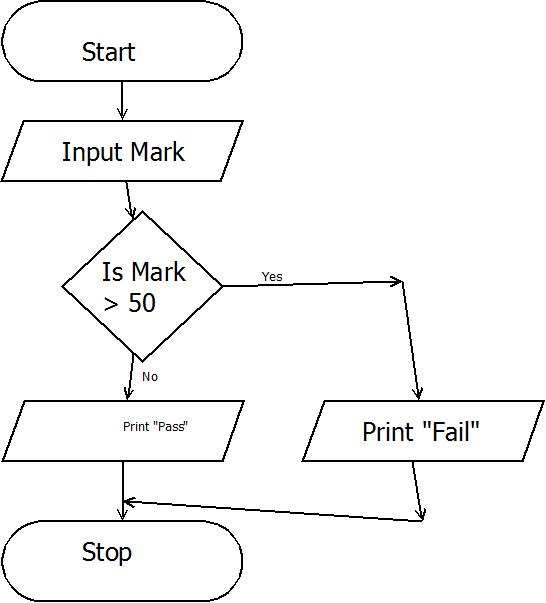 Start
Input Mark
Is Mark
> 50
Yes
No
Print "Pass"
Print "Fail"
Stop